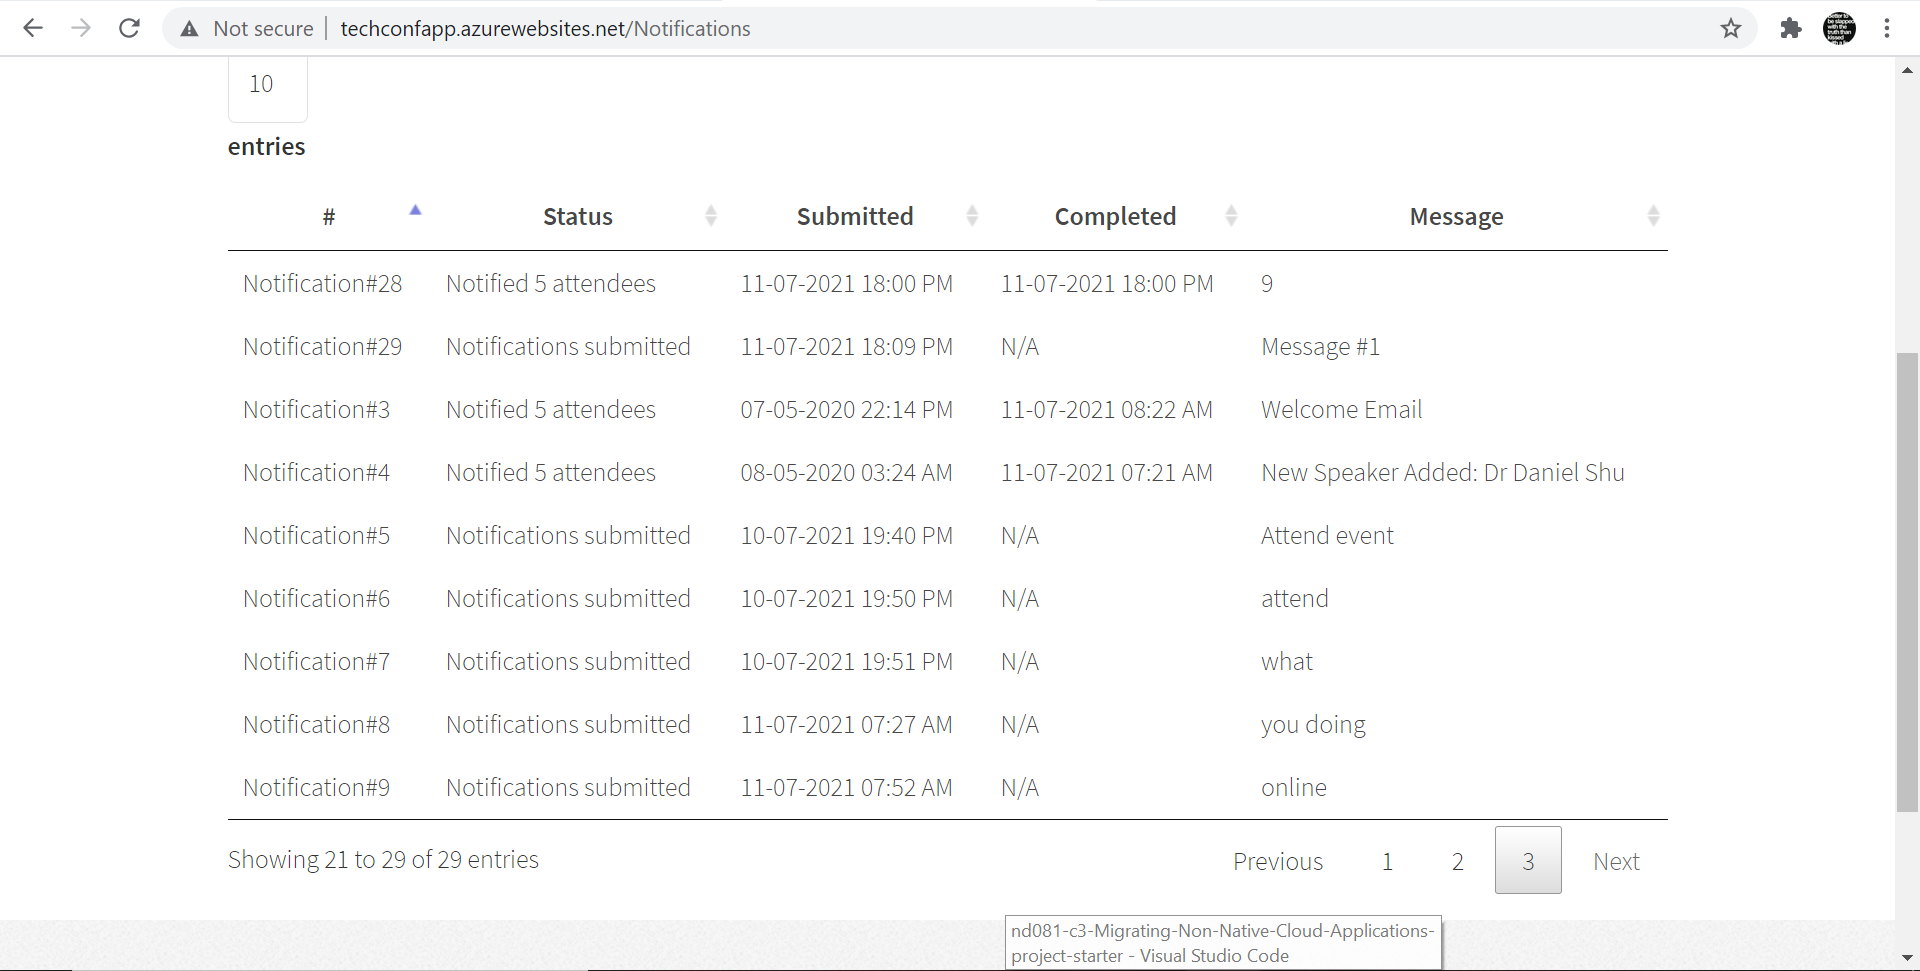 Not secure | techconfapp.azurewebsites.net/Notifications
10
entries
# Status Submitted Completed Message
Notification#28 Notified 5 attendees 11-07-2021 18:00 PM 11-07-2021 18:00 PM 9
Notification#29 Notifications submitted 11-07-2021 18:09 PM N/A Message #1
Notification#3 Notified 5 attendees 07-05-2020 22:14 PM 11-07-2021 08:22 AM Welcome Email
Notification#4 Notified 5 attendees 08-05-2020 03:24 AM 11-07-2021 07:21 AM New Speaker Added: Dr Daniel Shu
Notification#5 Notifications submitted 10-07-2021 19:40 PM N/A Attend event
Notification#6 Notifications submitted 10-07-2021 19:50 PM N/A attend
Notification#7 Notifications submitted 10-07-2021 19:51 PM N/A what
Notification#8 Notifications submitted 11-07-2021 07:27 AM N/A you doing
Notification#9 Notifications submitted 11-07-2021 07:52 AM N/A online
Showing 21 to 29 of 29 entries Previous 1 2 3 Next
nd081-c3-Migrating-Non-Native-Cloud-Applications-
project-starter - Visual Studio Code